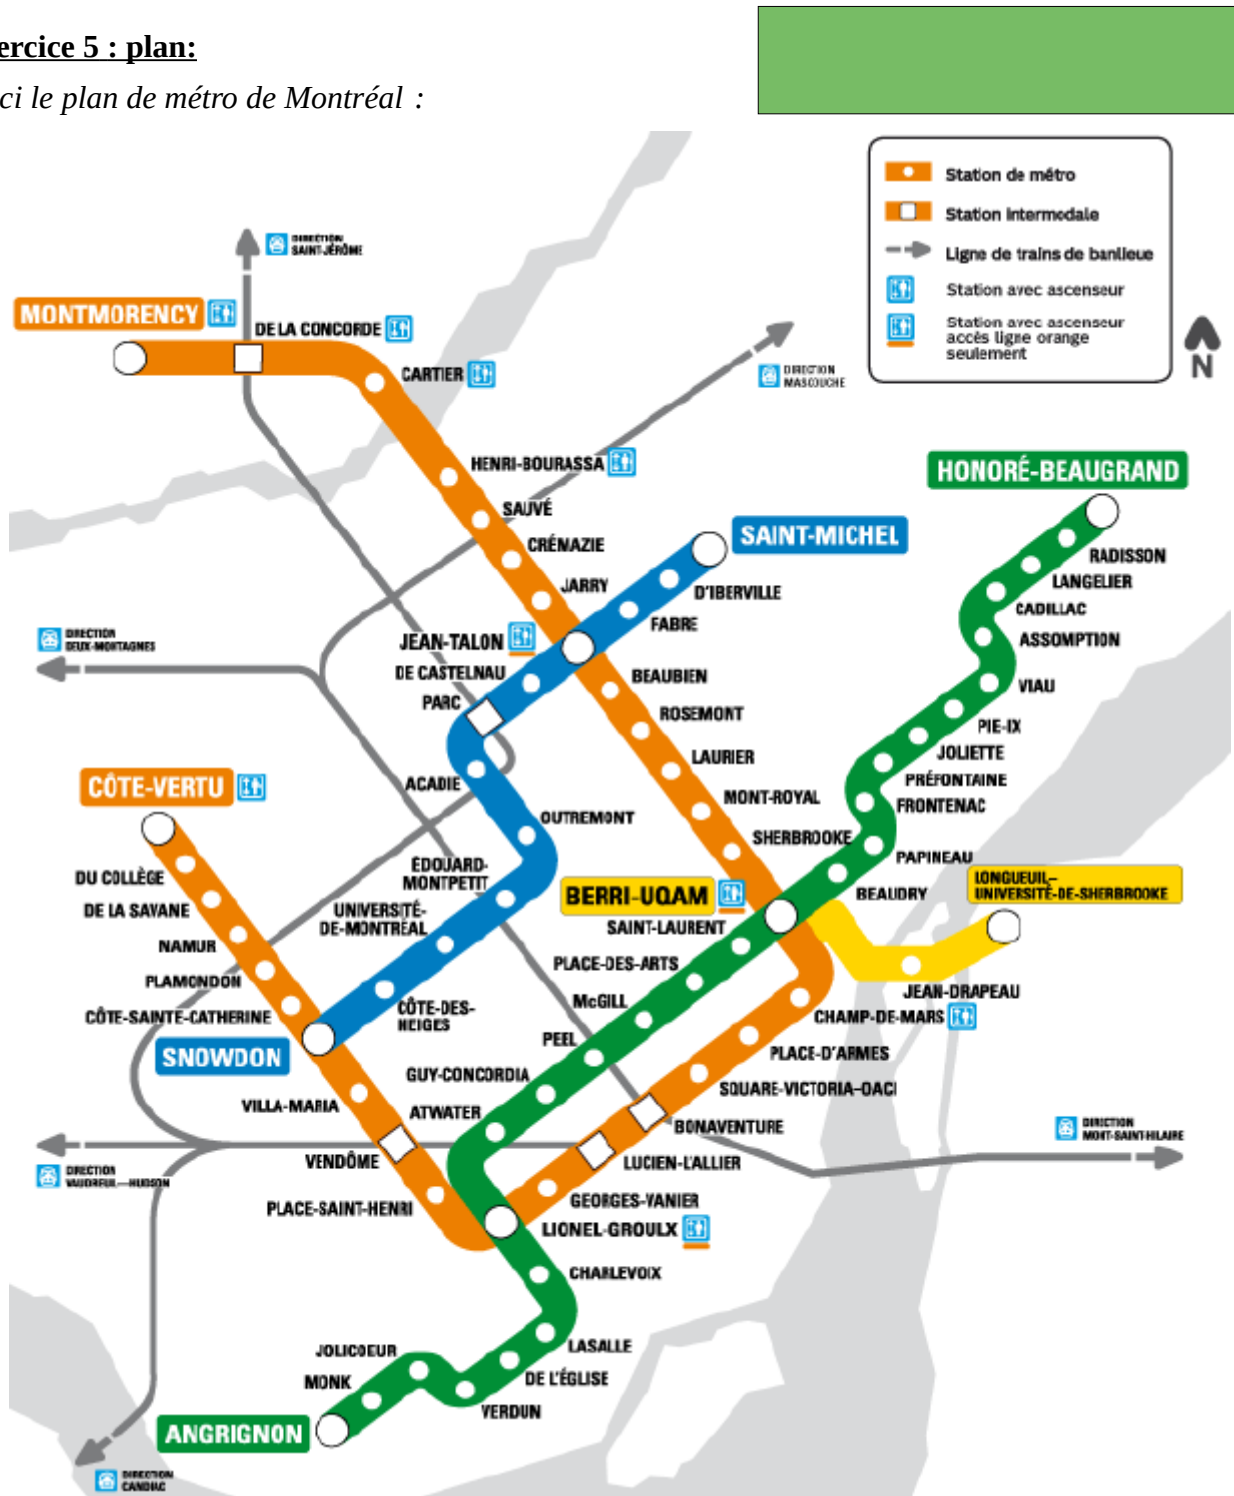 ercice 5 : plan:
ci le plan de métro de Montréal :
Station de métro
Station intermodale
Ligne de trains de banlieue
Station avec ascenseur
Station avec ascenseur
accès ligne orange
seulement
N
DIRECTION
SAINT-JÉRÔME
MONTMORENCY
DE LA CONCORDE
CARTIER
DIRECTION
MASCOUCHE
HENRI-BOURASSA
HONORÉ-BEAUGRAND
SAUVÉ
CRÉMAZIE
SAINT-MICHEL
RADISSON
JARRY
LANGELIER
D'IBERVILLE
CADILLAC
FABRE
DIRECTION
DEUX-MONTAGNES
JEAN-TALON
ASSOMPTION
DE CASTELNAU
BEAUBIEN
VIAU
PARC
ROSEMONT
PIE-IX
JOLIETTE
LAURIER
ACADIE
PRÉFONTAINE
CÔTE-VERTU
MONT-ROYAL
FRONTENAC
OUTREMONT
SHERBROOKE
PAPINEAU
ÉDOUARD-
MONTPETIT
DU COLLÈGE
BEAUDRY
LONGUEUIL–
UNIVERSITÉ-DE-SHERBROOKE
BERRI-UQAM
DE LA SAVANE
UNIVERSITÉ-
DE-MONTRÉAL
SAINT-LAURENT
NAMUR
PLACE-DES-ARTS
PLAMONDON
JEAN-DRAPEAU
McGILL
CÔTE-DES-
NEIGES
CÔTE-SAINTE-CATHERINE
CHAMP-DE-MARS
PEEL
SNOWDON
PLACE-D'ARMES
GUY-CONCORDIA
SQUARE-VICTORIA–OACI
VILLA-MARIA
ATWATER
BONAVENTURE
DIRECTION
MONT-SAINT-HILAIRE
VENDÔME
LUCIEN-L'ALLIER
DIRECTION
VAUDREUIL—HUDSON
PLACE-SAINT-HENRI
GEORGES-VANIER
LIONEL-GROULX
CHARLEVOIX
JOLICOEUR
LASALLE
MONK
DE L'ÉGLISE
VERDUN
ANGRIGNON
DIRECTION
CANDIAC